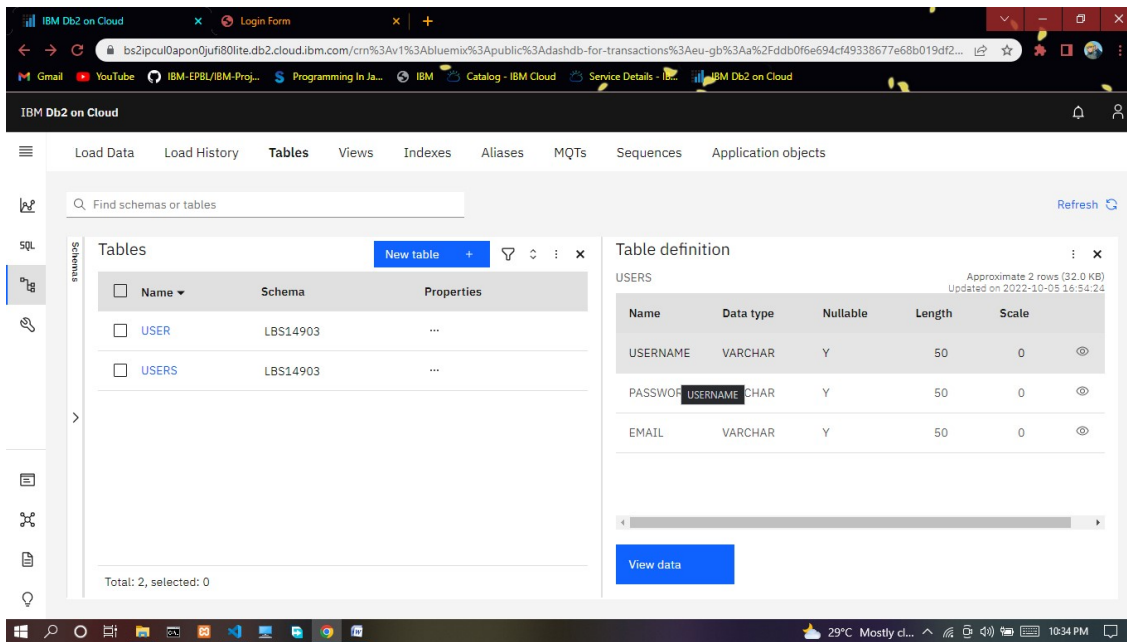 IBM Db2 on Cloud
Login Form
bs2ipcul0apon0jufi80lite.db2.cloud.ibm.com/crn%3Av1%3Abluemix%3Apublic%3Adashdb-for-transactions%3Aeu-gb%3Aa%2Fddb0f6e694cf49338677e68b019df2...
Gmail YouTube IBM-EPBL/IBM-Proj... Programming In Ja... IBM Catalog - IBM Cloud Service Details - IB... IBM Db2 on Cloud
IBM Db2 on Cloud
Load Data Load History Tables Views Indexes Aliases MQTs Sequences Application objects
Find schemas or tables
Refresh
SQL
Schemas
Tables
New table +
Name Schema Properties
USER LBS14903 ...
USERS LBS14903 ...
Total: 2, selected: 0
Table definition
USERS
Approximate 2 rows (32.0 KB)
Updated on 2022-10-05 16:54:24
Name Data type Nullable Length Scale
USERNAME VARCHAR Y 50 0
PASSWOR USERNAME CHAR Y 50 0
EMAIL VARCHAR Y 50 0
View data
29°C Mostly cl... 10:34 PM